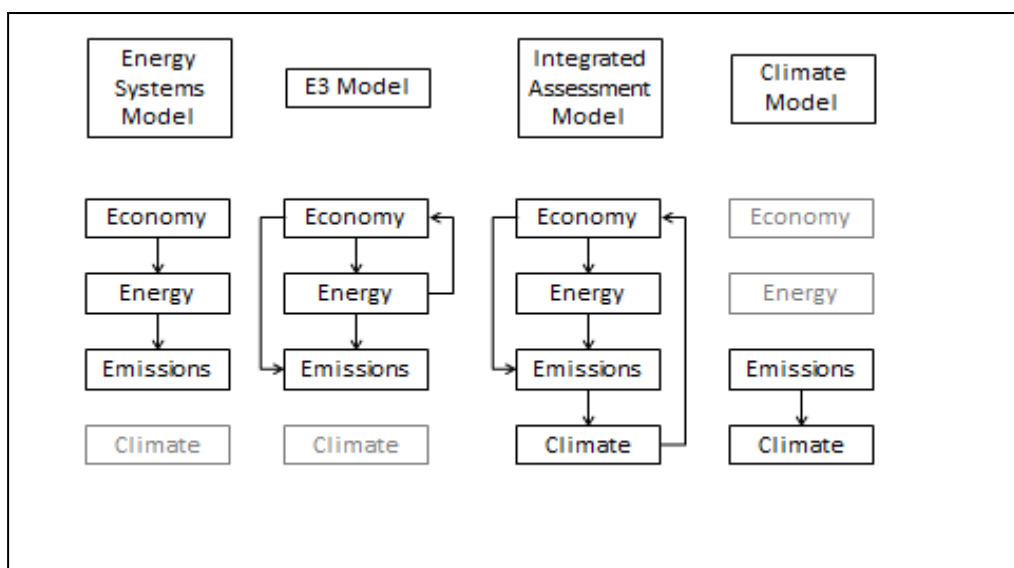 Energy
Systems
Model
E3 Model
Integrated
Assessment
Model
Climate
Model
Economy
Economy
Economy
Economy
Energy
Energy
Energy
Energy
Emissions
Emissions
Emissions
Emissions
Climate
Climate
Climate
Climate